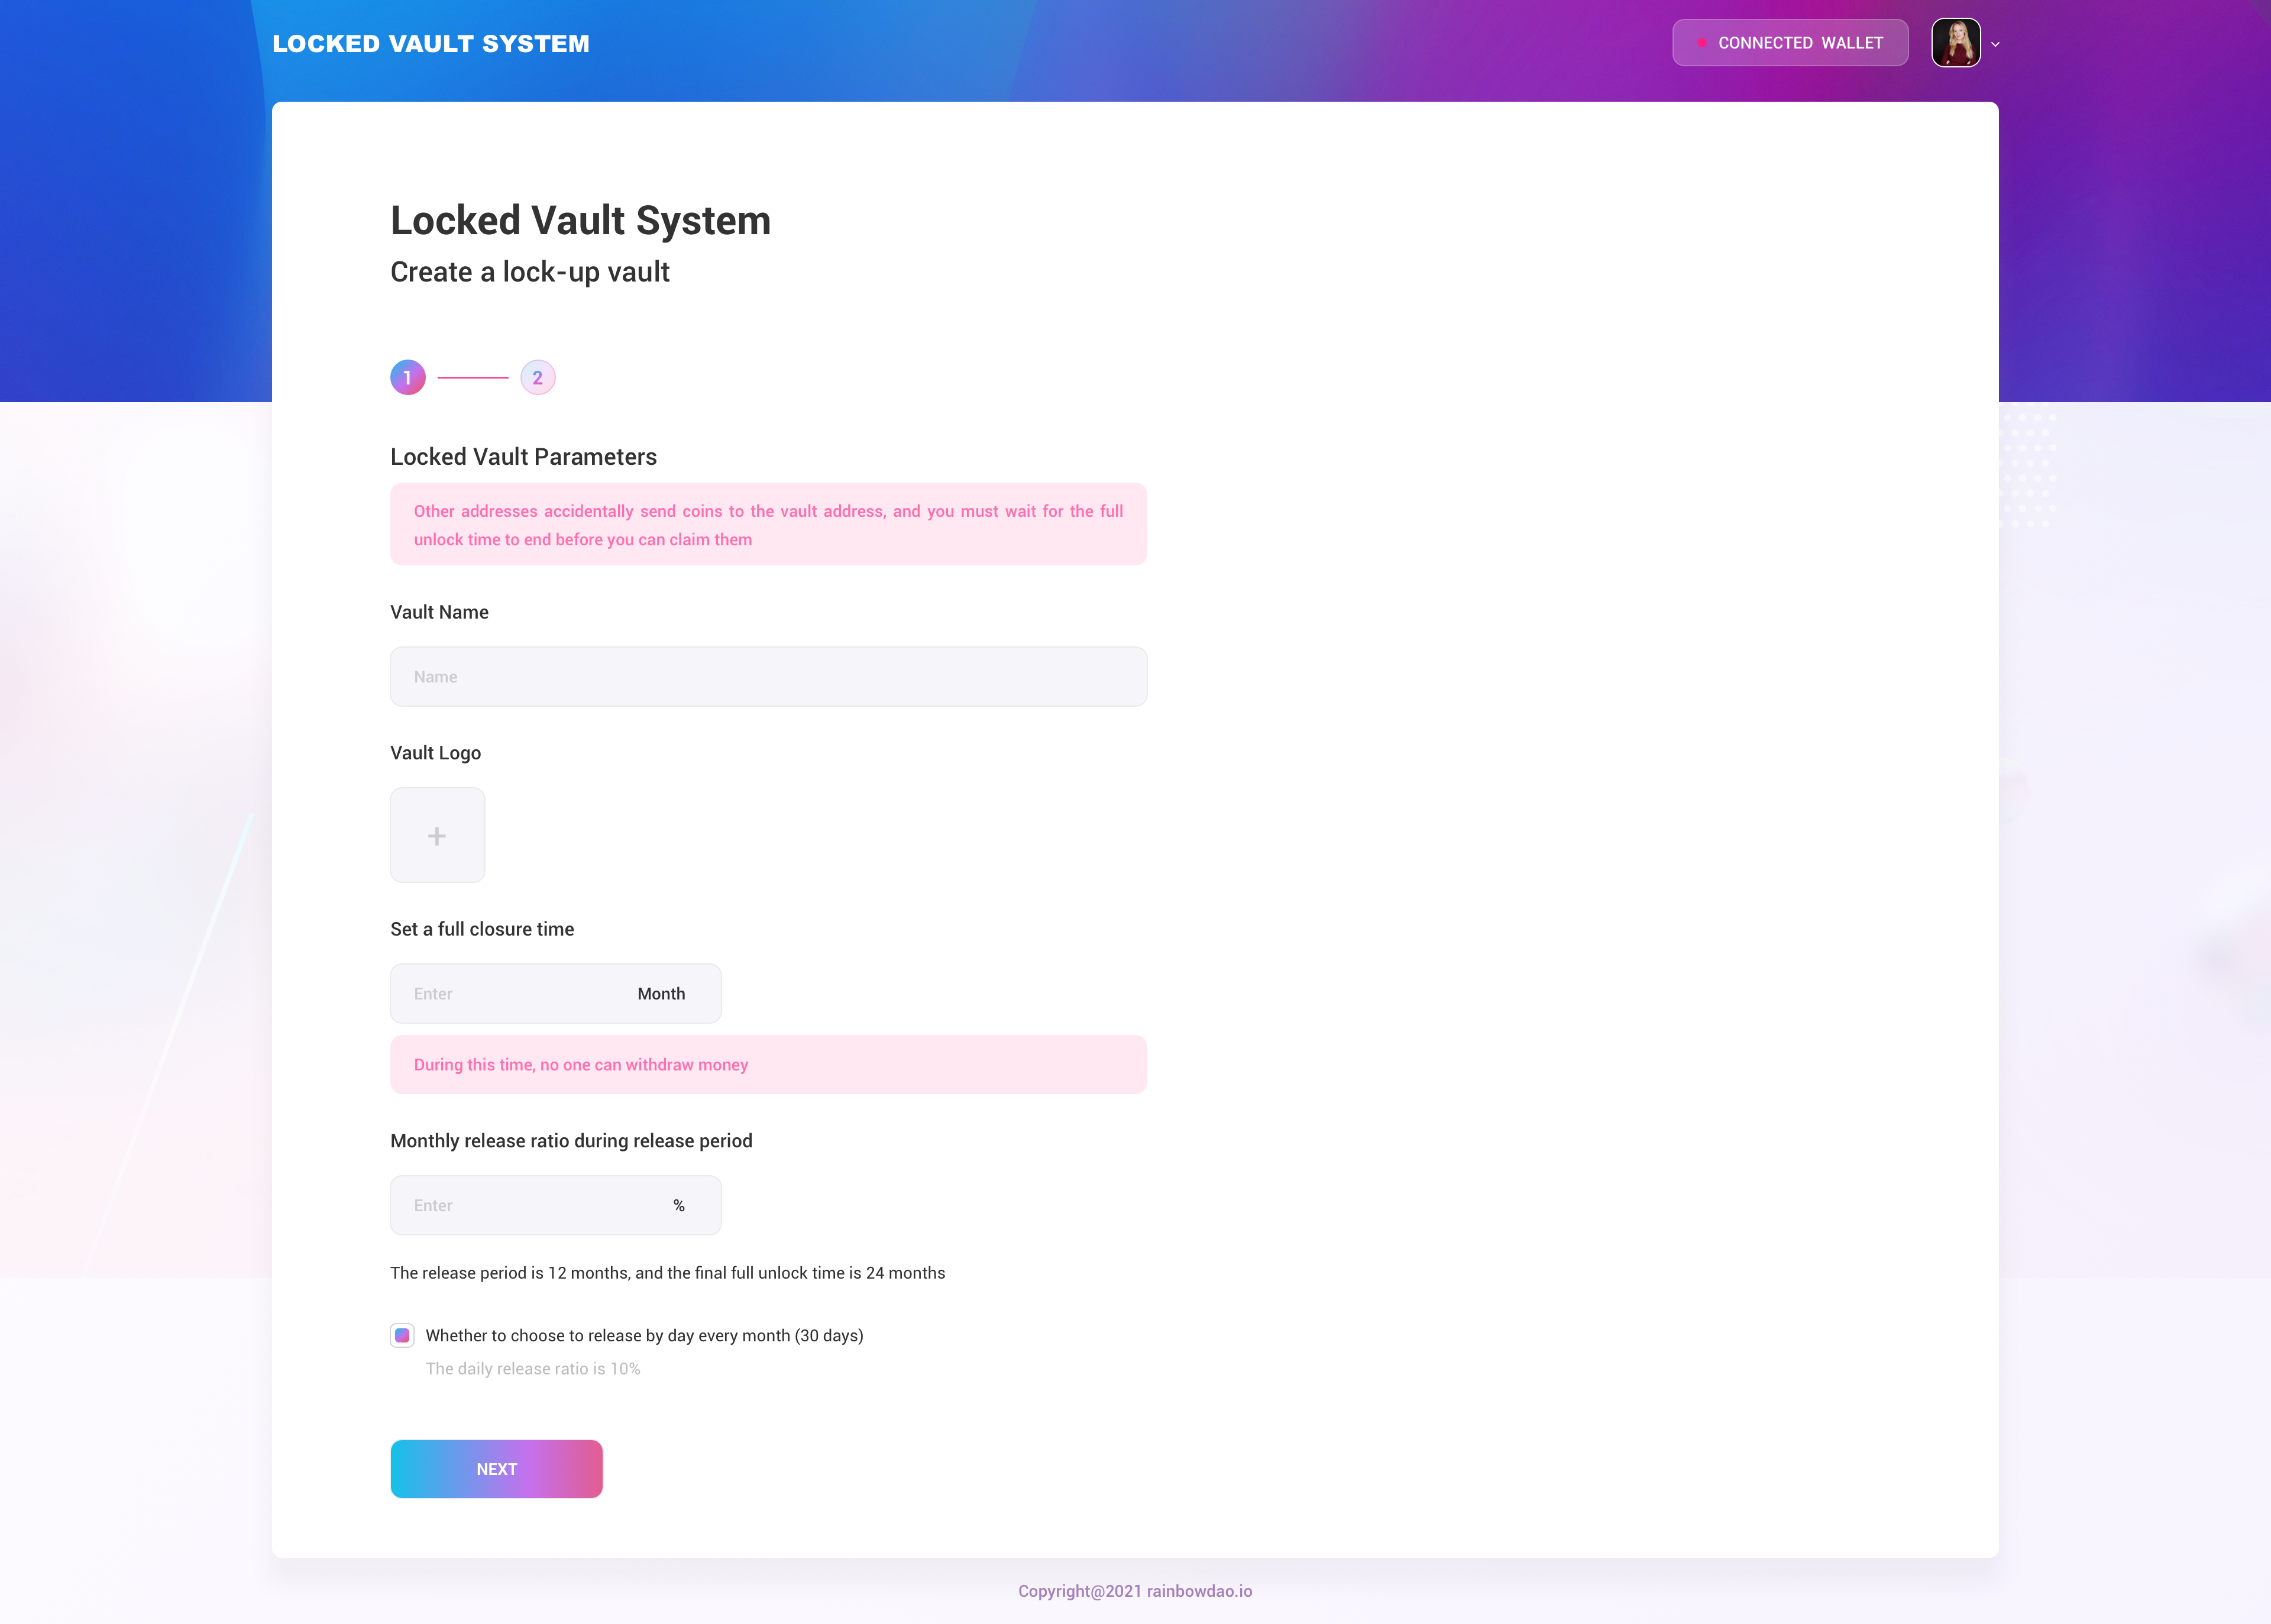 LOCKED VAULT SYSTEM
CONNECTED WALLET
Locked Vault System
Create a lock-up vault
1
2
Locked Vault Parameters
Other addresses accidentally send coins to the vault address, and you must wait for the full
unlock time to end before you can claim them
Vault Name
Name
Vault Logo
+
Set a full closure time
Enter Month
During this time, no one can withdraw money
Monthly release ratio during release period
Enter %
The release period is 12 months, and the final full unlock time is 24 months
Whether to choose to release by day every month (30 days)
The daily release ratio is 10%
NEXT
Copyright@2021 rainbowdao.io